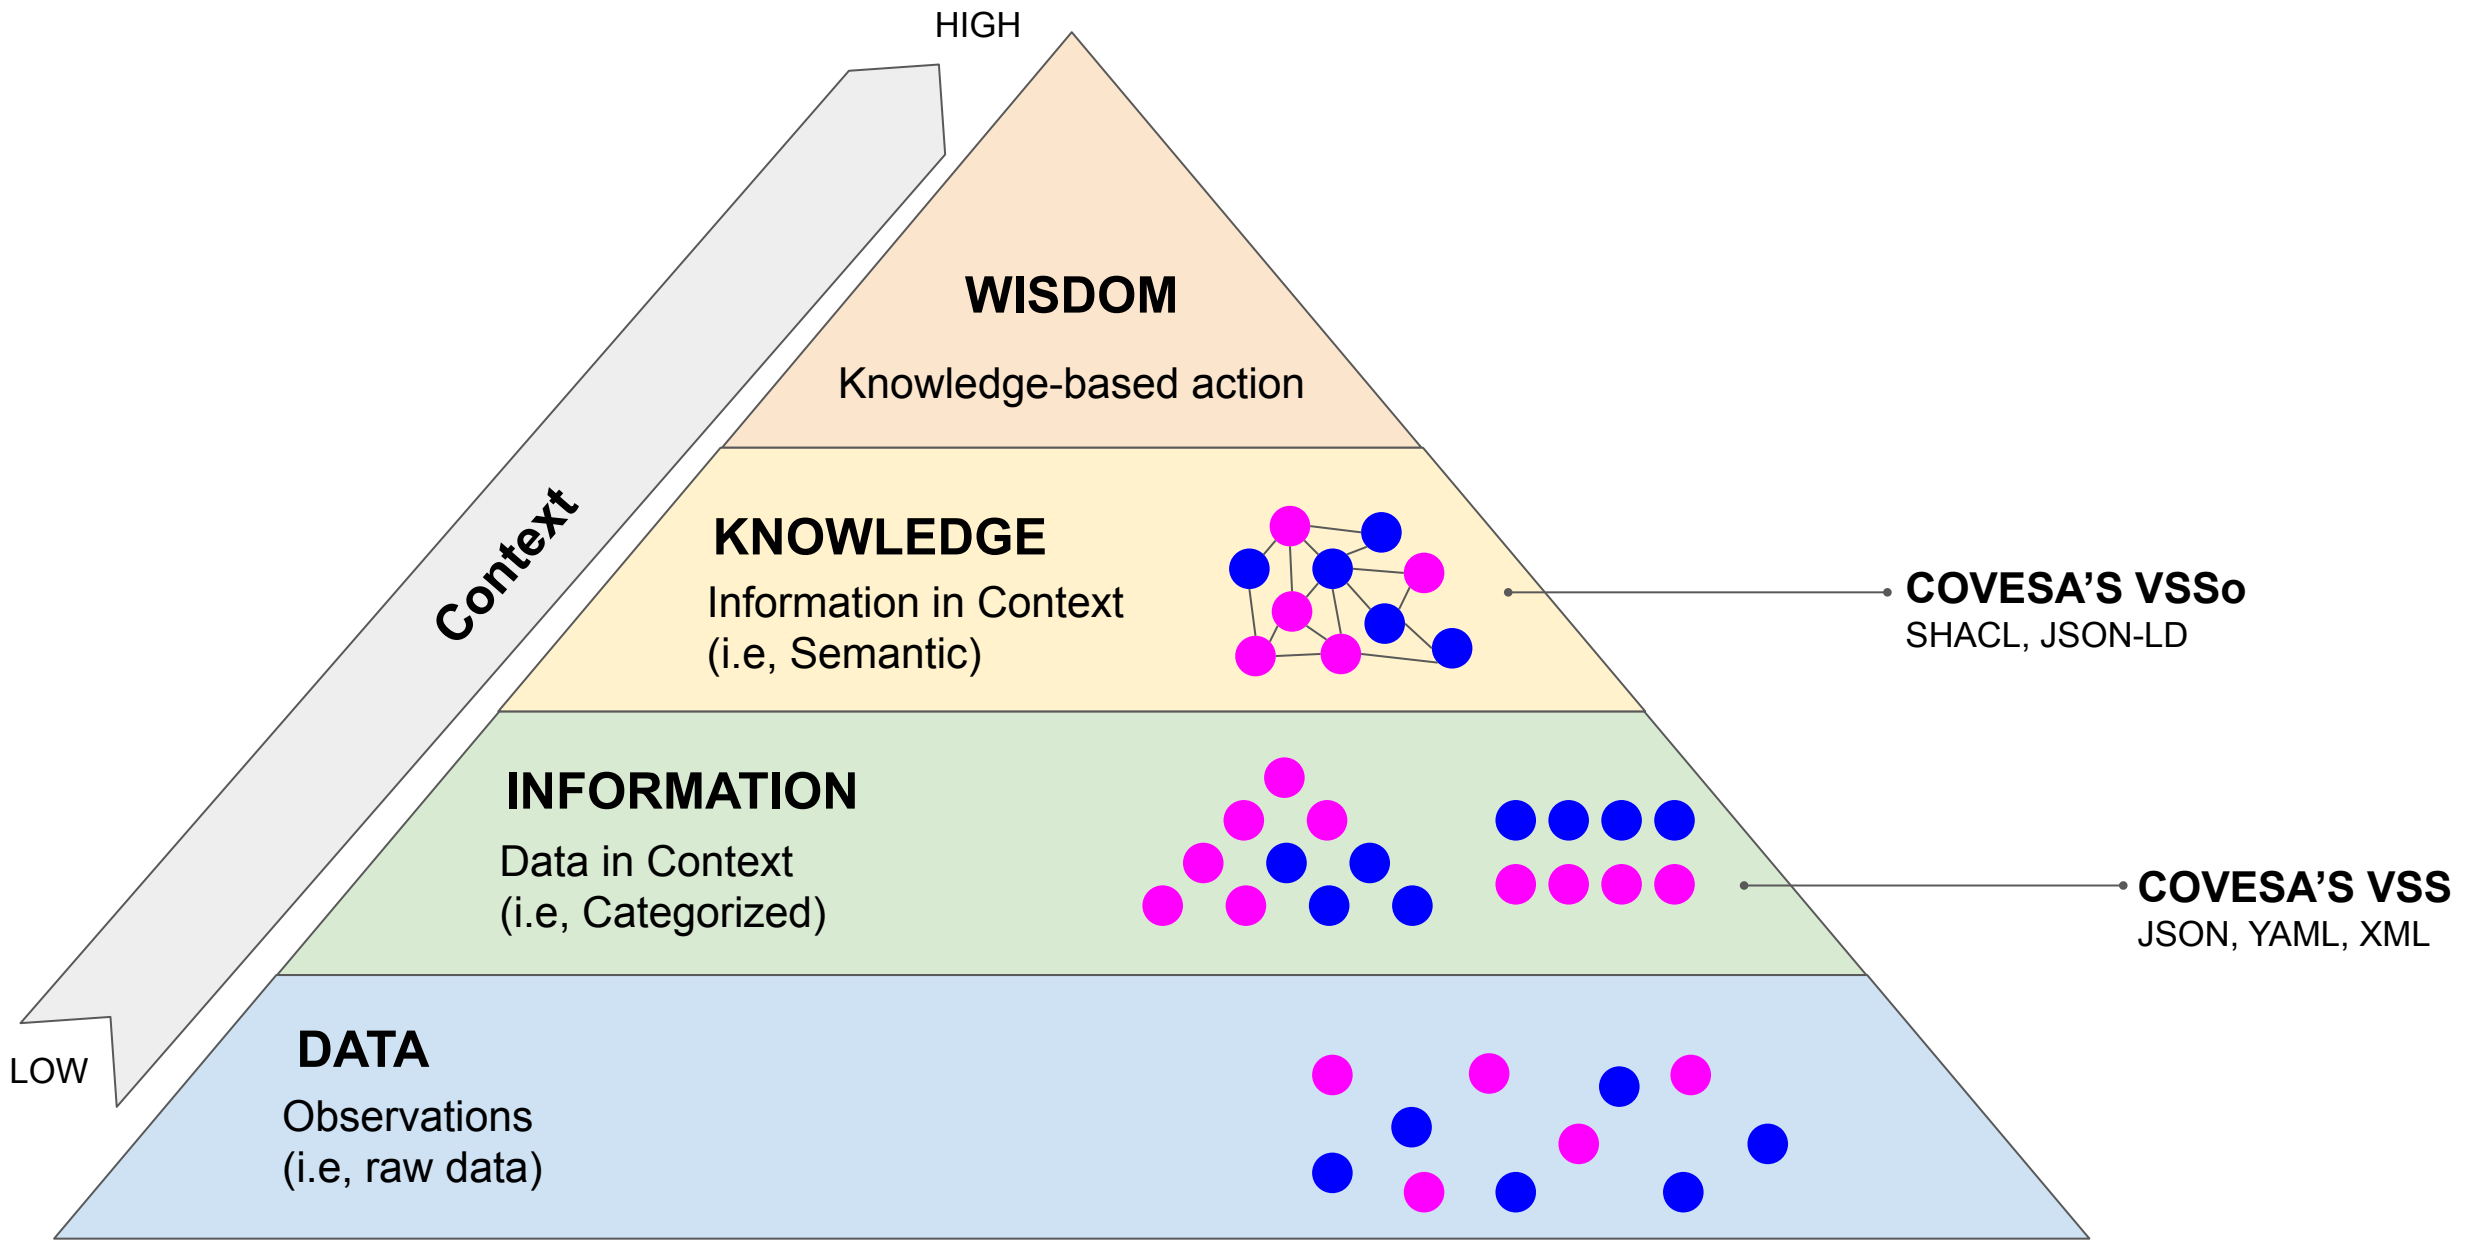 HIGH
WISDOM
Knowledge-based action
Context
KNOWLEDGE
Information in Context
(i.e, Semantic)
COVESA’S VSSo
SHACL, JSON-LD
INFORMATION
Data in Context
(i.e, Categorized)
COVESA’S VSS
JSON, YAML, XML
LOW
DATA
Observations
(i.e, raw data)